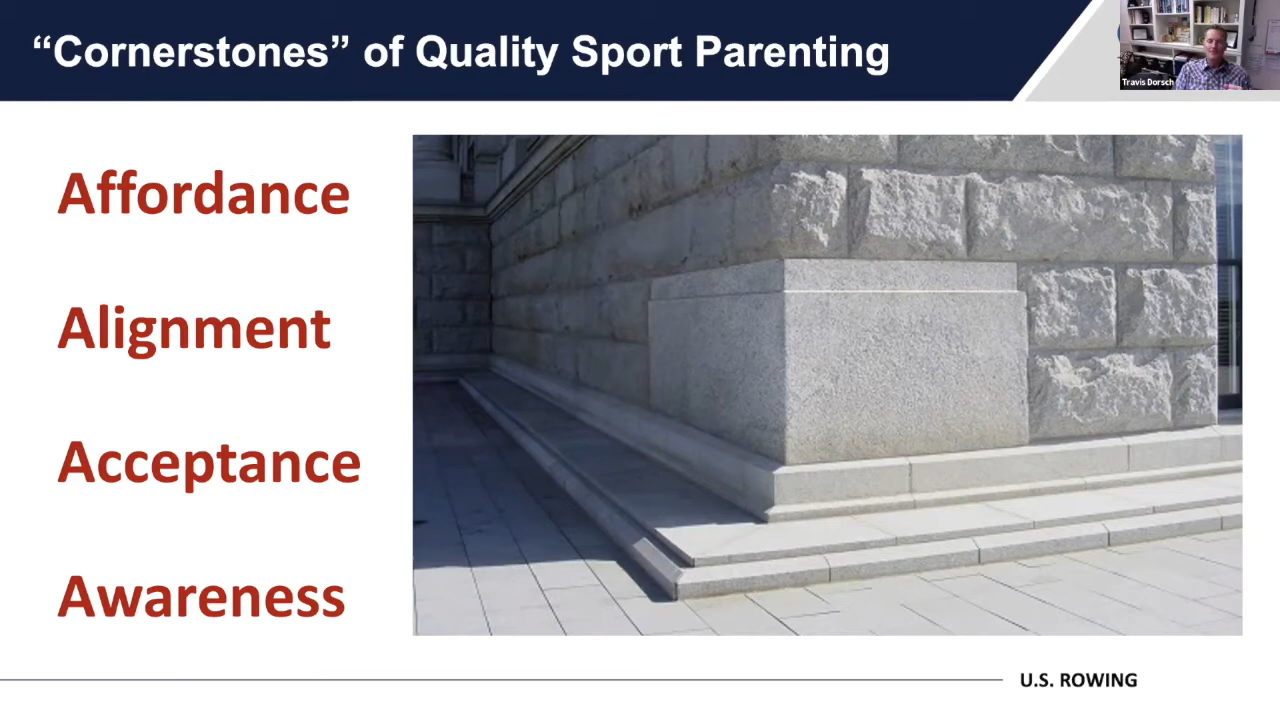 “Cornerstones” of Quality Sport Parenting
Travis Dorsch
Affordance
Alignment
Acceptance
Awareness
U.S. ROWING